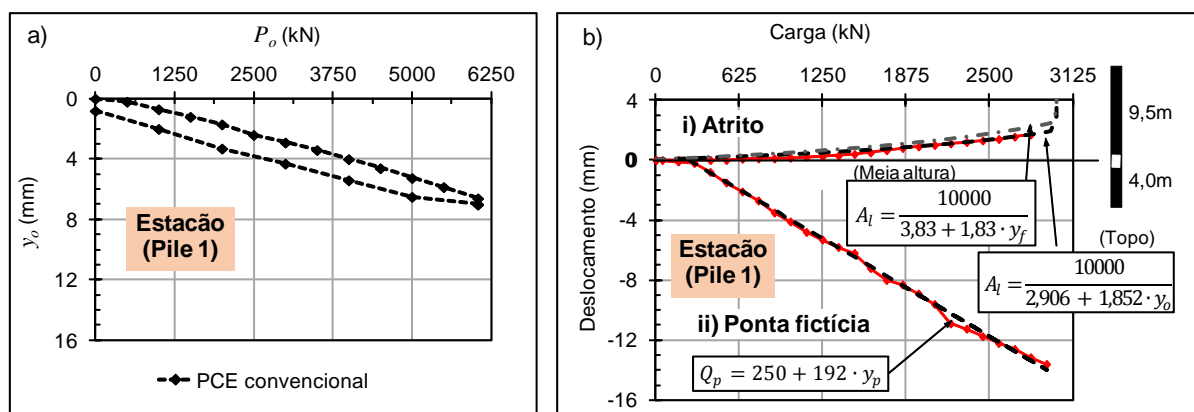 a)
P_o (kN)
0 1250 2500 3750 5000 6250
0
4
8
12
16
y_o (mm)
Estacão
(Pile 1)
PCE convencional
b)
Carga (kN)
0 625 1250 1875 2500 3125
4
0
-4
-8
-12
-16
Deslocamento (mm)
i) Atrito
(Meia altura)
A_l = 10000 / (3,83 + 1,83 · y_f)
(Topo)
A_l = 10000 / (2,906 + 1,852 · y_o)
Estacão
(Pile 1)
ii) Ponta fictícia
Q_p = 250 + 192 · y_p
9,5m
4,0m